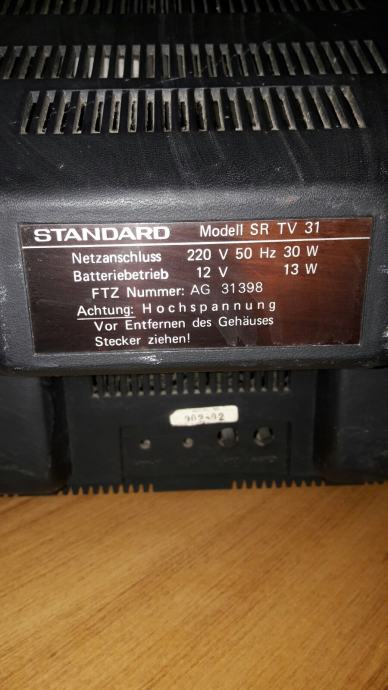 STANDARD Modell SR TV 31
Netzanschluss 220 V 50 Hz 30 W
Batteriebetrieb 12 V 13 W
FTZ Nummer: AG 31398
Achtung: Hochspannung
Vor Entfernen des Gehäuses
Stecker ziehen!